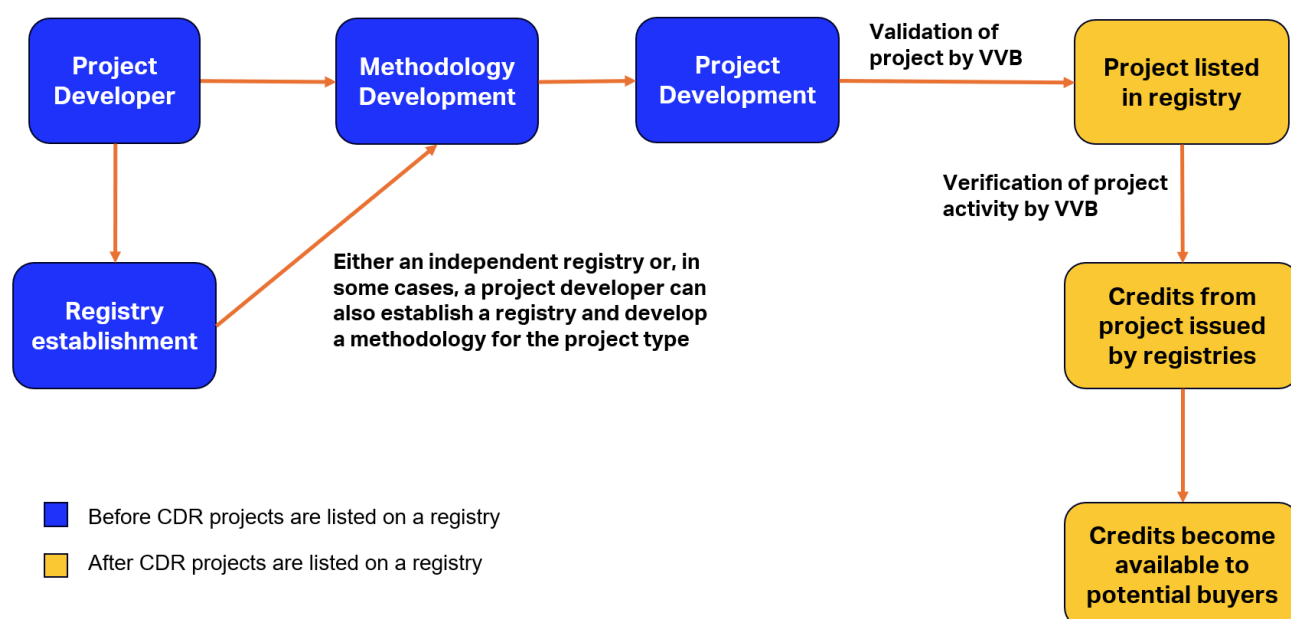 Project
Developer
Methodology
Development
Project
Development
Validation of
project by VVB
Project listed
in registry
Verification of project
activity by VVB
Registry
establishment
Either an independent registry or, in
some cases, a project developer can
also establish a registry and develop
a methodology for the project type
Credits from
project issued
by registries
Before CDR projects are listed on a registry
After CDR projects are listed on a registry
Credits become
available to
potential buyers